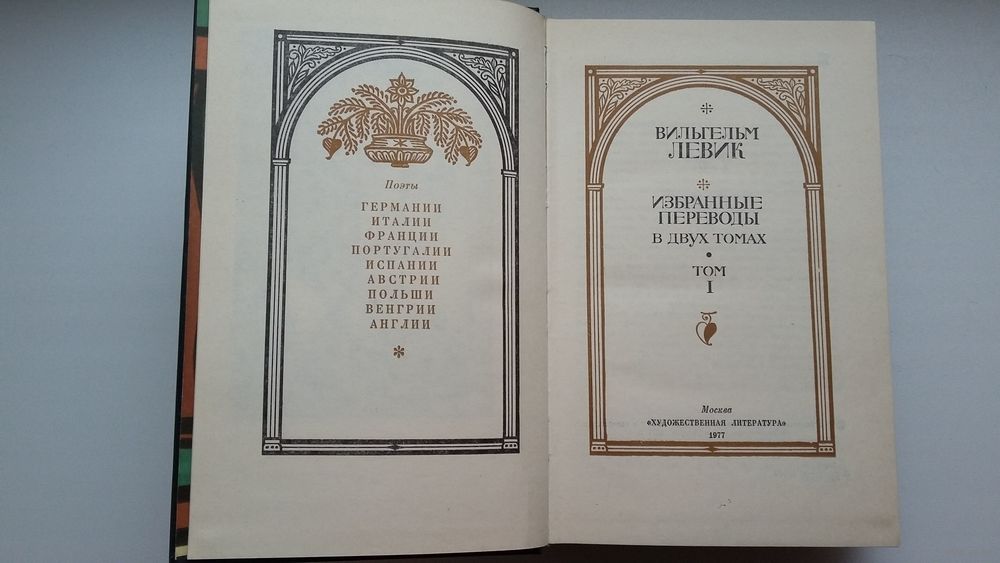 Поэты
ГЕРМАНИИ
ИТАЛИИ
ФРАНЦИИ
ПОРТУГАЛИИ
ИСПАНИИ
АВСТРИИ
ПОЛЬШИ
ВЕНГРИИ
АНГЛИИ
ВИЛЬГЕЛЬМ
ЛЕВИК
ИЗБРАННЫЕ
ПЕРЕВОДЫ
В ДВУХ ТОМАХ
ТОМ
I
Москва
«ХУДОЖЕСТВЕННАЯ ЛИТЕРАТУРА»
1977